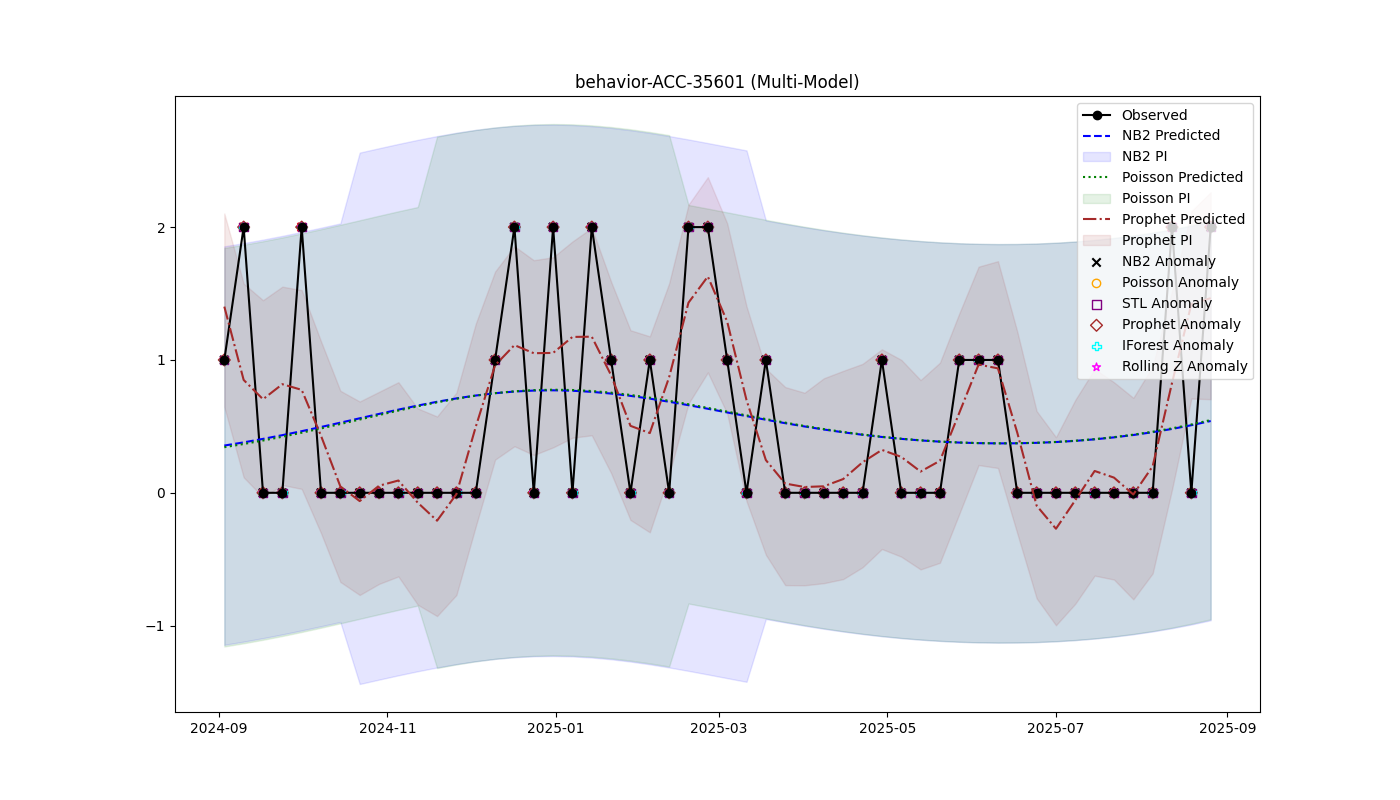 behavior-ACC-35601 (Multi-Model)
Observed
NB2 Predicted
NB2 PI
Poisson Predicted
Poisson PI
Prophet Predicted
Prophet PI
NB2 Anomaly
Poisson Anomaly
STL Anomaly
Prophet Anomaly
IForest Anomaly
Rolling Z Anomaly
2
1
0
−1
2024-09
2024-11
2025-01
2025-03
2025-05
2025-07
2025-09